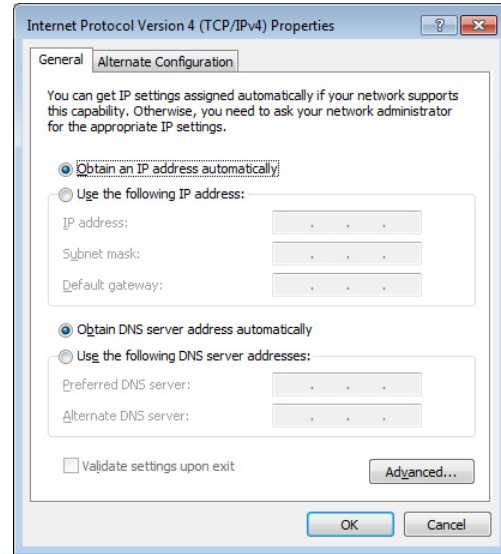 Internet Protocol Version 4 (TCP/IPv4) Properties
General
Alternate Configuration
You can get IP settings assigned automatically if your network supports
this capability. Otherwise, you need to ask your network administrator
for the appropriate IP settings.
Obtain an IP address automatically
Use the following IP address:
IP address:
Subnet mask:
Default gateway:
Obtain DNS server address automatically
Use the following DNS server addresses:
Preferred DNS server:
Alternate DNS server:
Validate settings upon exit
Advanced...
OK
Cancel